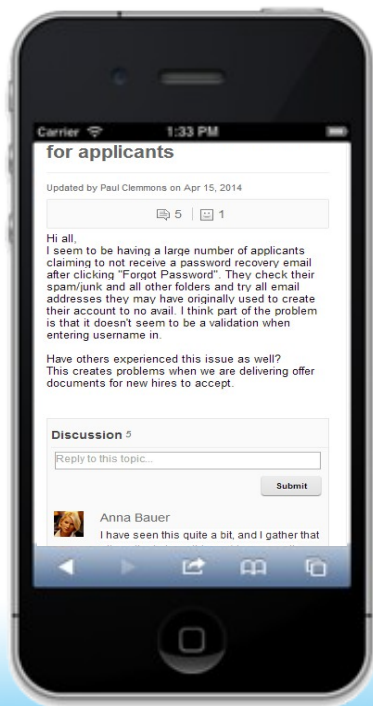 Carrier 1:33 PM
for applicants
Updated by Paul Clemmons on Apr 15, 2014
5 1
Hi all,
I seem to be having a large number of applicants
claiming to not receive a password recovery email
after clicking "Forgot Password". They check their
spam/junk and all other folders and try all email
addresses they may have originally used to create
their account to no avail. I think part of the problem
is that it doesn't seem to be a validation when
entering username in.
Have others experienced this issue as well?
This creates problems when we are delivering offer
documents for new hires to accept.
Discussion 5
Reply to this topic...
Submit
Anna Bauer
I have seen this quite a bit, and I gather that